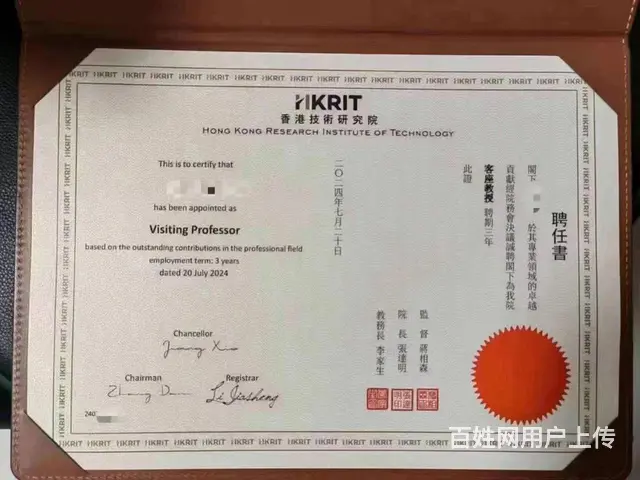 HKRIT
香港技術研究院
HONG KONG RESEARCH INSTITUTE OF TECHNOLOGY
This is to certify that
has been appointed as
Visiting Professor
based on the outstanding contributions in the professional field
employment term: 3 years
dated 20 July 2024
Chancellor
Chairman
Registrar
Li Jiasheng
240
聘任書
閣下
於其專業領域的卓越
貢獻經院務會決議誠聘閣下為我院
客座教授 聘期三年
此證
二〇二四年七月二十日
監督 蔣相森
院長 張達明
教務長 李家生
百姓网用户上传